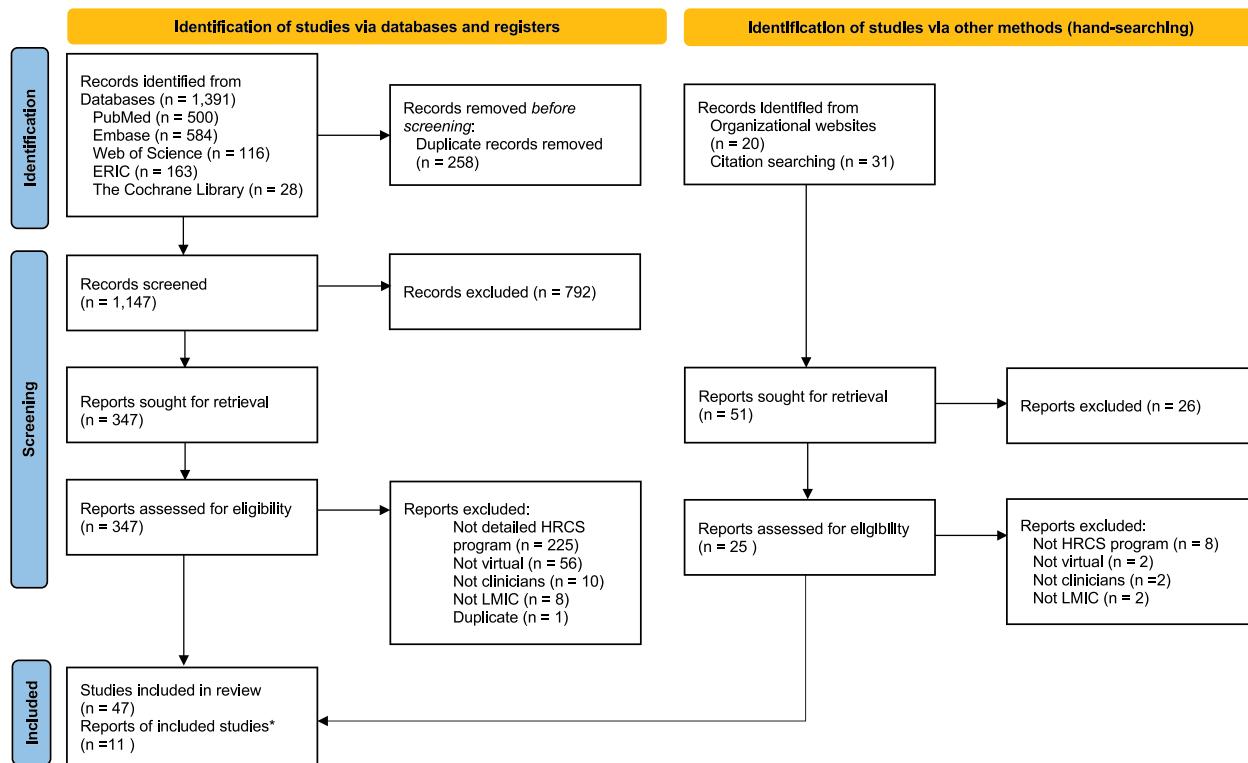 Identification of studies via databases and registers
Identification of studies via other methods (hand-searching)
Identification
Records identified from
Databases (n = 1,391)
PubMed (n = 500)
Embase (n = 584)
Web of Science (n = 116)
ERIC (n = 163)
The Cochrane Library (n = 28)
Records removed before
screening:
Duplicate records removed
(n = 258)
Records identified from
Organizational websites
(n = 20)
Citation searching (n = 31)
Screening
Records screened
(n = 1,147)
Records excluded (n = 792)
Reports sought for retrieval
(n = 347)
Reports sought for retrieval
(n = 51)
Reports excluded (n = 26)
Reports assessed for eligibility
(n = 347)
Reports excluded:
Not detailed HRCS
program (n = 225)
Not virtual (n = 56)
Not clinicians (n = 10)
Not LMIC (n = 8)
Duplicate (n = 1)
Reports assessed for eligibility
(n = 25 )
Reports excluded:
Not HRCS program (n = 8)
Not virtual (n = 2)
Not clinicians (n =2)
Not LMIC (n = 2)
Included
Studies included in review
(n = 47)
Reports of included studies*
(n =11 )